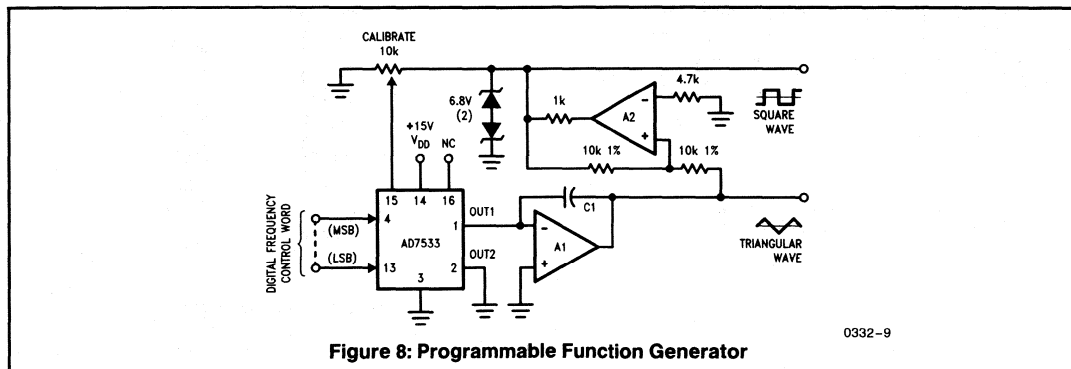 CALIBRATE
10k
6.8V
(2)
1k
A2
-
+
4.7k
SQUARE
WAVE
+15V
VDD
NC
10k 1%
10k 1%
15
14
16
OUT1
C1
DIGITAL FREQUENCY
CONTROL WORD
(MSB)
4
1
AD7533
-
A1
+
OUT2
TRIANGULAR
WAVE
(LSB)
13
2
3
0332-9
Figure 8: Programmable Function Generator